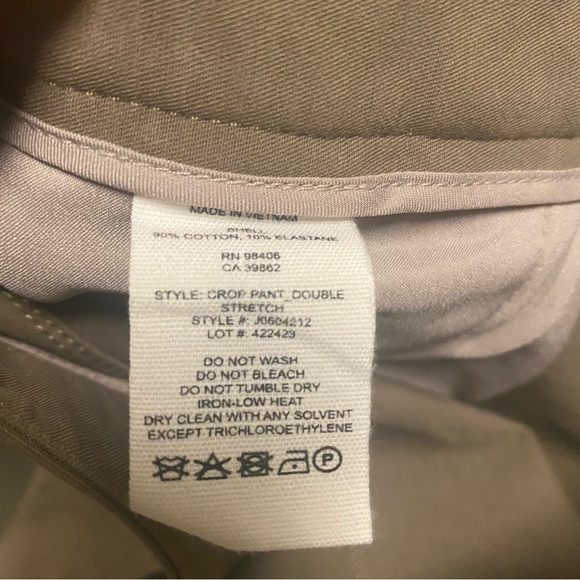 MADE IN VIETNAM
SHELL:
90% COTTON, 10% ELASTANE
RN 98406
CA 39862
STYLE: CROP PANT_DOUBLE
STRETCH
STYLE #: J0604212
LOT #: 422423
DO NOT WASH
DO NOT BLEACH
DO NOT TUMBLE DRY
IRON-LOW HEAT
DRY CLEAN WITH ANY SOLVENT
EXCEPT TRICHLOROETHYLENE
P